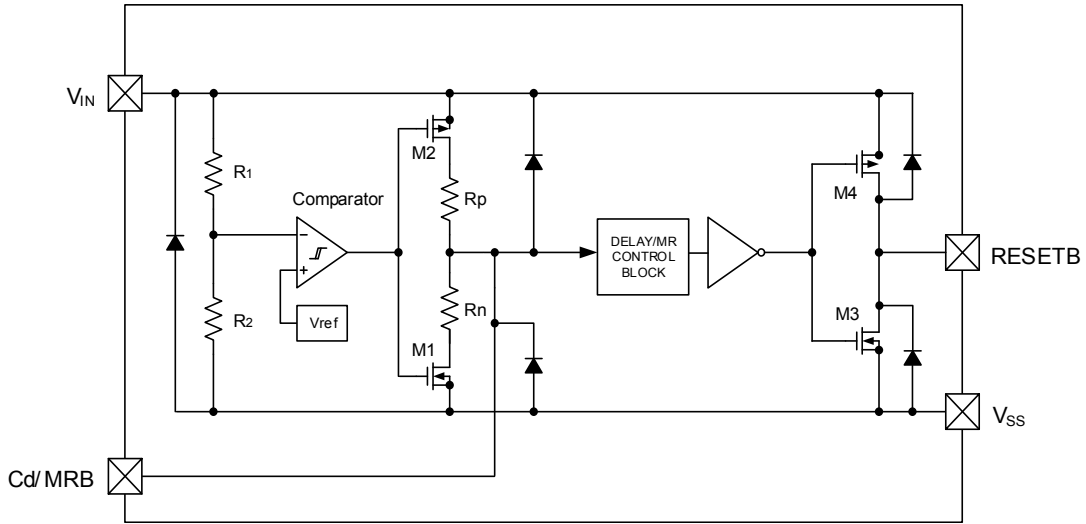 VIN
M2
R1
Comparator
Rp
M4
−
DELAY/MR
CONTROL
BLOCK
RESETB
+
Rn
R2
Vref
M3
M1
VSS
Cd/MRB